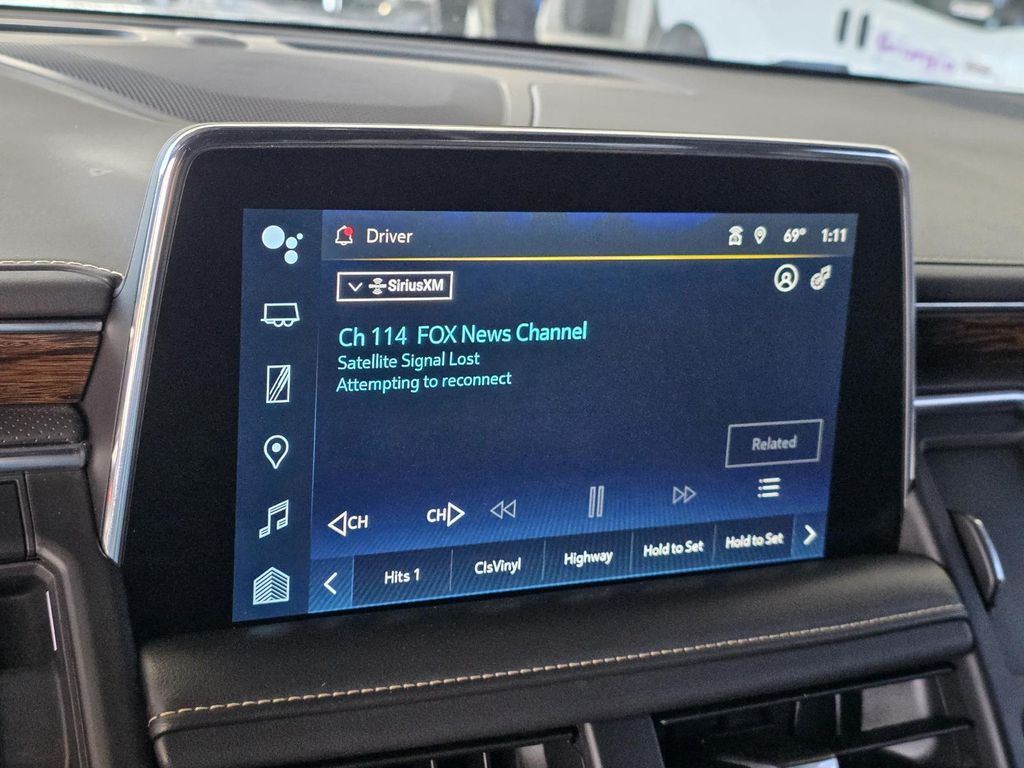 Driver
69° 1:11
SiriusXM
Ch 114 FOX News Channel
Satellite Signal Lost
Attempting to reconnect
Related
CH CH
Hits 1 ClsVinyl Highway Hold to Set Hold to Set